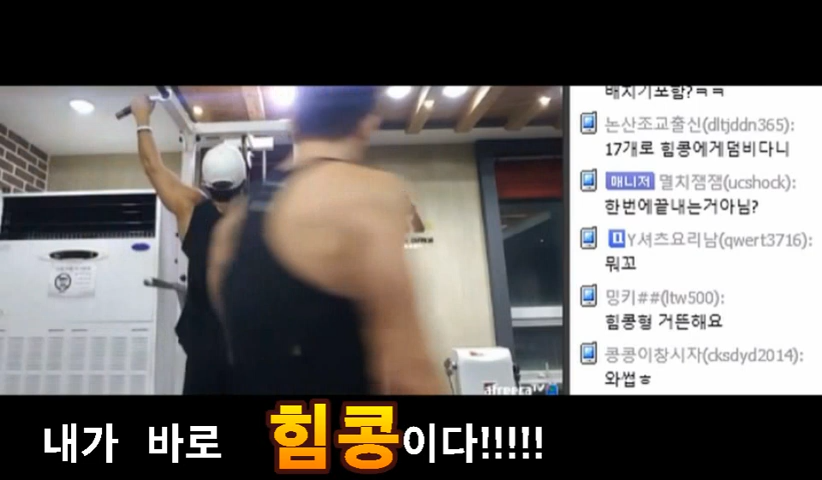 배치기포함?ㅋㅋ
논산조교출신(dltjddn365):
17개로 힘콩에게덤비다니
매니저 멸치잼잼(ucshock):
한번에끝내는거아님?
Y셔츠요리남(qwert3716):
뭐꼬
밍키##(ltw500):
힘콩형 거뜬해요
콩콩이창시자(cksdyd2014):
와썹ㅎ
afreecaTV
내가 바로 힘콩이다!!!!!